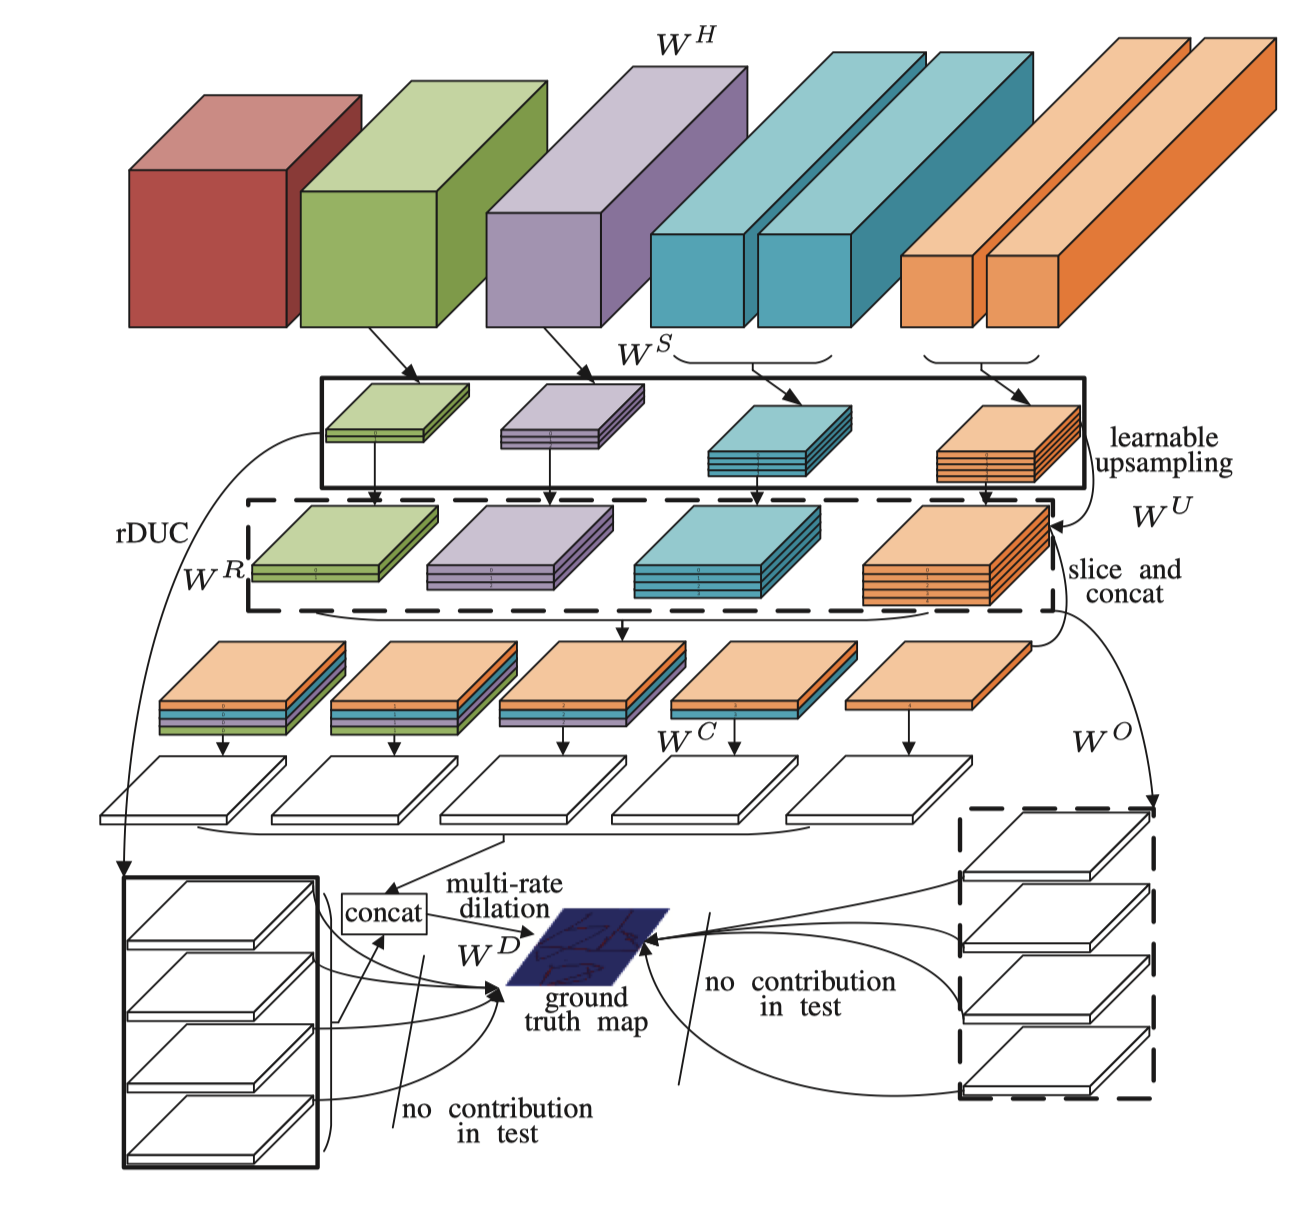 W^H
W^S
learnable
upsampling
W^U
rDUC
W^R
slice and
concat
W^C
W^O
multi-rate
dilation
concat
W^D
ground
truth map
no contribution
in test
no contribution
in test